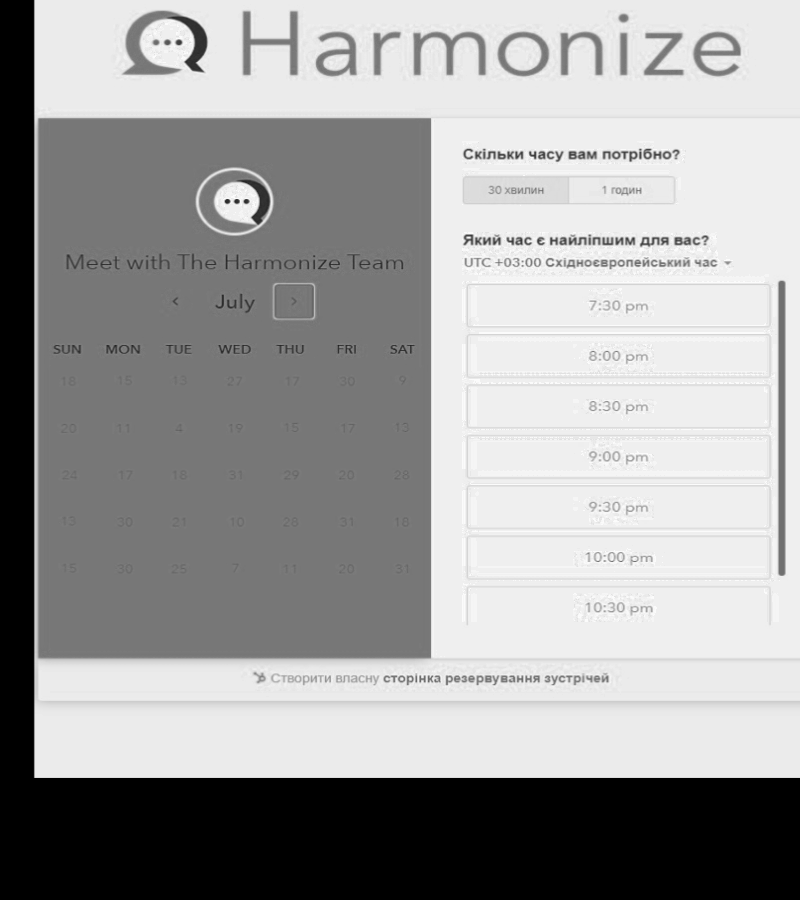 Harmonize
Meet with The Harmonize Team
July
SUN MON TUE WED THU FRI SAT
18 15 13 27 17 30 9
20 11 4 19 15 17 13
24 17 18 31 29 20 28
13 30 21 10 28 31 18
15 30 25 7 11 20 31
Скільки часу вам потрібно?
30 хвилин 1 годин
Який час є найліпшим для вас?
UTC +03:00 Східноєвропейський час
7:30 pm
8:00 pm
8:30 pm
9:00 pm
9:30 pm
10:00 pm
10:30 pm
Створити власну сторінка резервування зустрічей